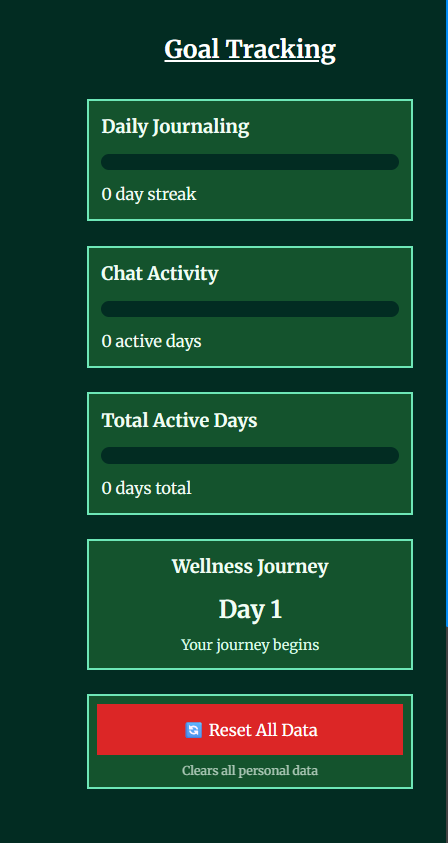 Goal Tracking
Daily Journaling
0 day streak
Chat Activity
0 active days
Total Active Days
0 days total
Wellness Journey
Day 1
Your journey begins
🔄 Reset All Data
Clears all personal data